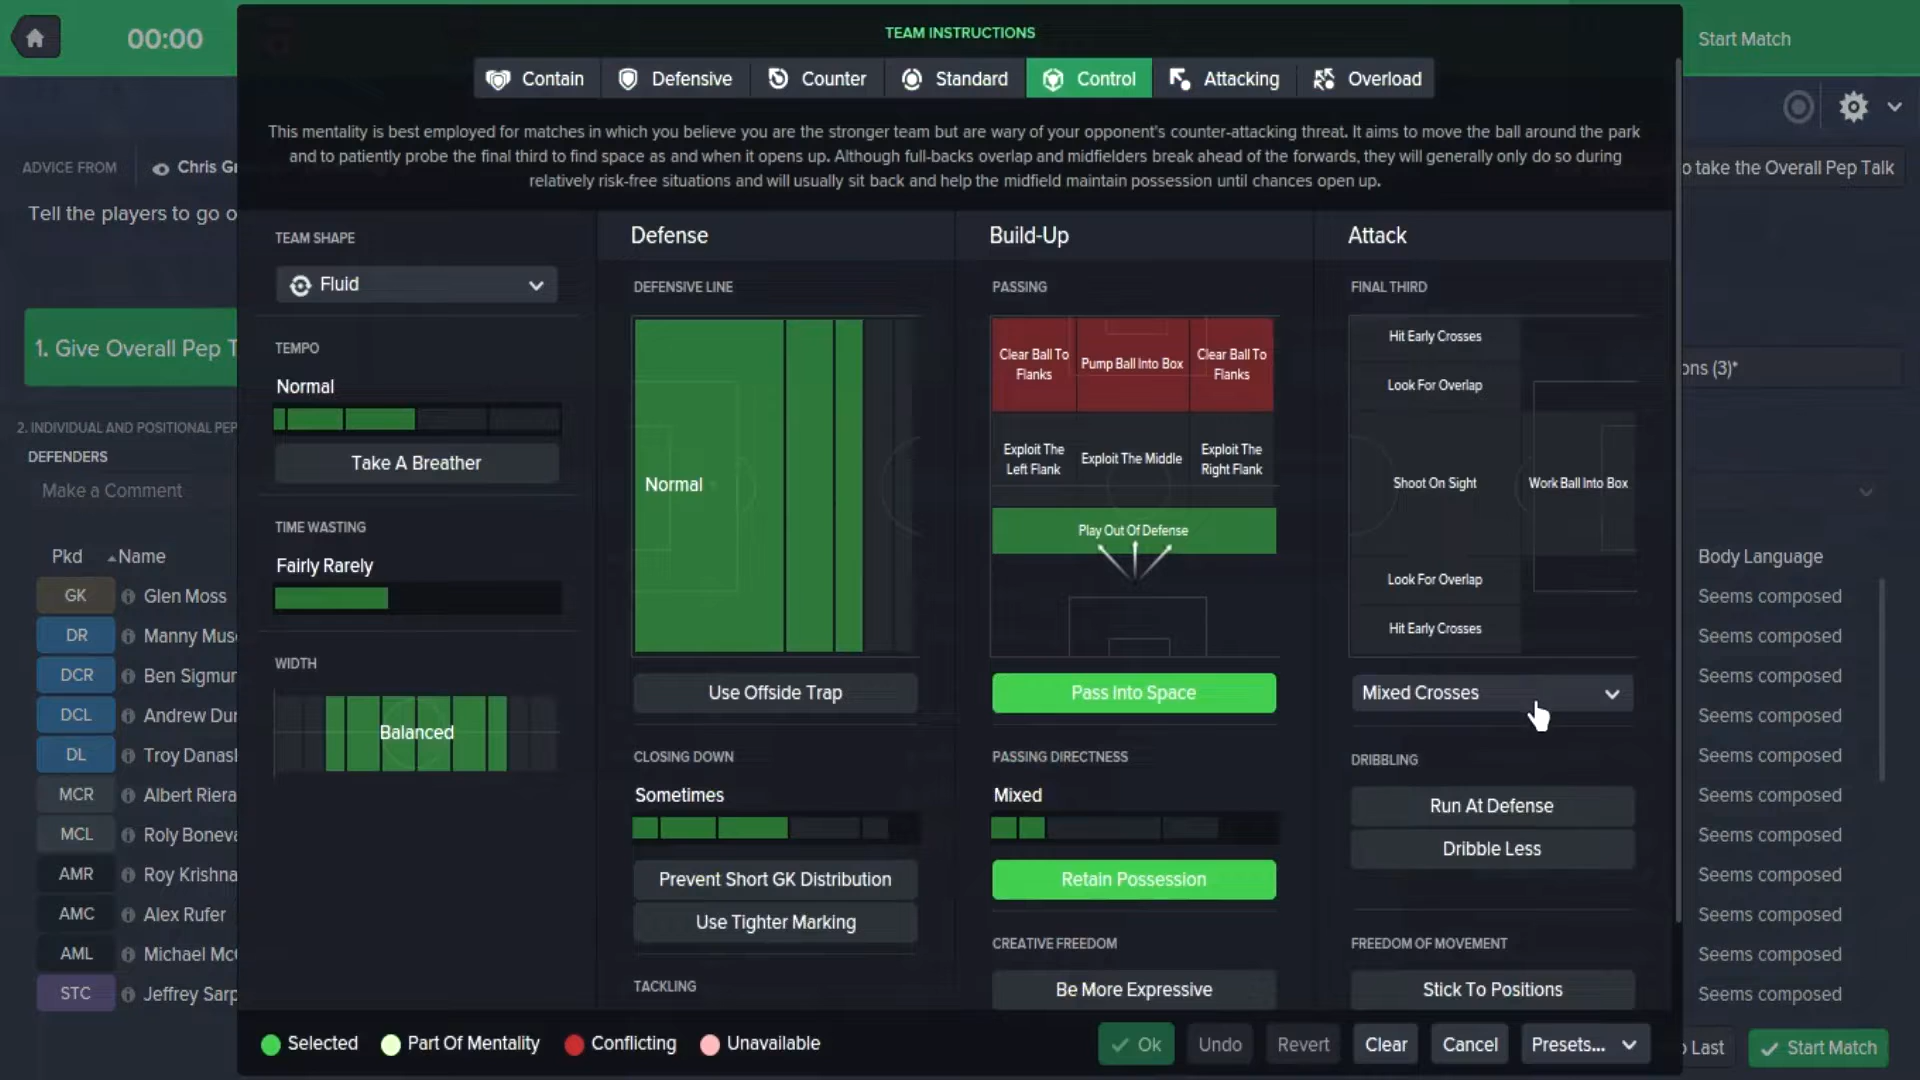 TEAM INSTRUCTIONS
00:00
Start Match
Contain
Defensive
Counter
Standard
Control
Attacking
Overload
This mentality is best employed for matches in which you believe you are the stronger team but are wary of your opponent's counter-attacking threat. It aims to move the ball around the park
and to patiently probe the final third to find space as and when it opens up. Although full-backs overlap and midfielders break ahead of the forwards, they will generally only do so during
relatively risk-free situations and will usually sit back and help the midfield maintain possession until chances open up.
ADVICE FROM
Chris Gr
o take the Overall Pep Talk
Tell the players to go o
1. Give Overall Pep T
ons (3)*
2. INDIVIDUAL AND POSITIONAL PEP
DEFENDERS
Make a Comment
Pkd
Name
Body Language
GK Glen Moss
Seems composed
DR Manny Mus
Seems composed
DCR Ben Sigmur
Seems composed
DCL Andrew Dur
Seems composed
DL Troy Danas
Seems composed
MCR Albert Riera
Seems composed
MCL Roly Boneva
Seems composed
AMR Roy Krishna
Seems composed
AMC Alex Rufer
Seems composed
AML Michael Mc
Seems composed
STC Jeffrey Sarp
Seems composed
TEAM SHAPE
Fluid
TEMPO
Normal
Take A Breather
TIME WASTING
Fairly Rarely
WIDTH
Balanced
Defense
DEFENSIVE LINE
Normal
Use Offside Trap
CLOSING DOWN
Sometimes
Prevent Short GK Distribution
Use Tighter Marking
TACKLING
Build-Up
PASSING
Clear Ball To
Flanks
Pump Ball Into Box
Clear Ball To
Flanks
Exploit The
Left Flank
Exploit The Middle
Exploit The
Right Flank
Play Out Of Defense
Pass Into Space
PASSING DIRECTNESS
Mixed
Retain Possession
CREATIVE FREEDOM
Be More Expressive
Attack
FINAL THIRD
Hit Early Crosses
Look For Overlap
Shoot On Sight
Work Ball Into Box
Look For Overlap
Hit Early Crosses
Mixed Crosses
DRIBBLING
Run At Defense
Dribble Less
FREEDOM OF MOVEMENT
Stick To Positions
Selected
Part Of Mentality
Conflicting
Unavailable
Ok
Undo
Revert
Clear
Cancel
Presets...
Last
Start Match